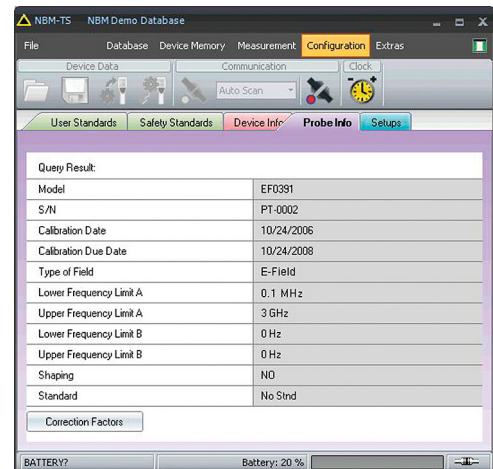 NBM-TS NBM Demo Database
File Database Device Memory Measurement Configuration Extras
Device Data Communication Clock
Auto Scan
User Standards Safety Standards Device Info Probe Info Setups
Query Result:
Model EF0391
S/N PT-0002
Calibration Date 10/24/2006
Calibration Due Date 10/24/2008
Type of Field E-Field
Lower Frequency Limit A 0.1 MHz
Upper Frequency Limit A 3 GHz
Lower Frequency Limit B 0 Hz
Upper Frequency Limit B 0 Hz
Shaping NO
Standard No Stnd
Correction Factors
BATTERY? Battery: 20 %